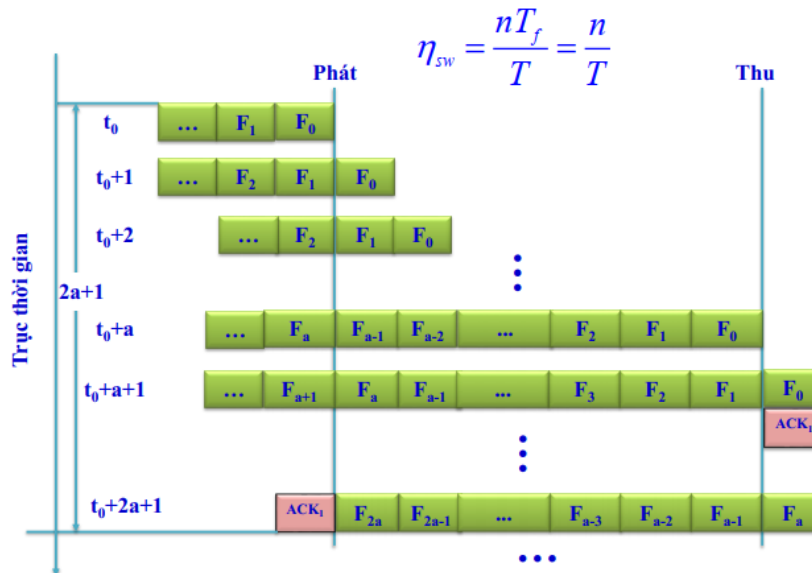 η_sw = nT_f / T = n / T
Phát
Thu
t₀ … F₁ F₀
t₀+1 … F₂ F₁ F₀
t₀+2 … F₂ F₁ F₀
Trục thời gian
2a+1
t₀+a … Fₐ Fₐ₋₁ Fₐ₋₂ ... F₂ F₁ F₀
t₀+a+1 … Fₐ₊₁ Fₐ Fₐ₋₁ ... F₃ F₂ F₁ F₀
ACK₁
t₀+2a+1 ACK₁ F₂ₐ F₂ₐ₋₁ ... Fₐ₋₃ Fₐ₋₂ Fₐ₋₁ Fₐ